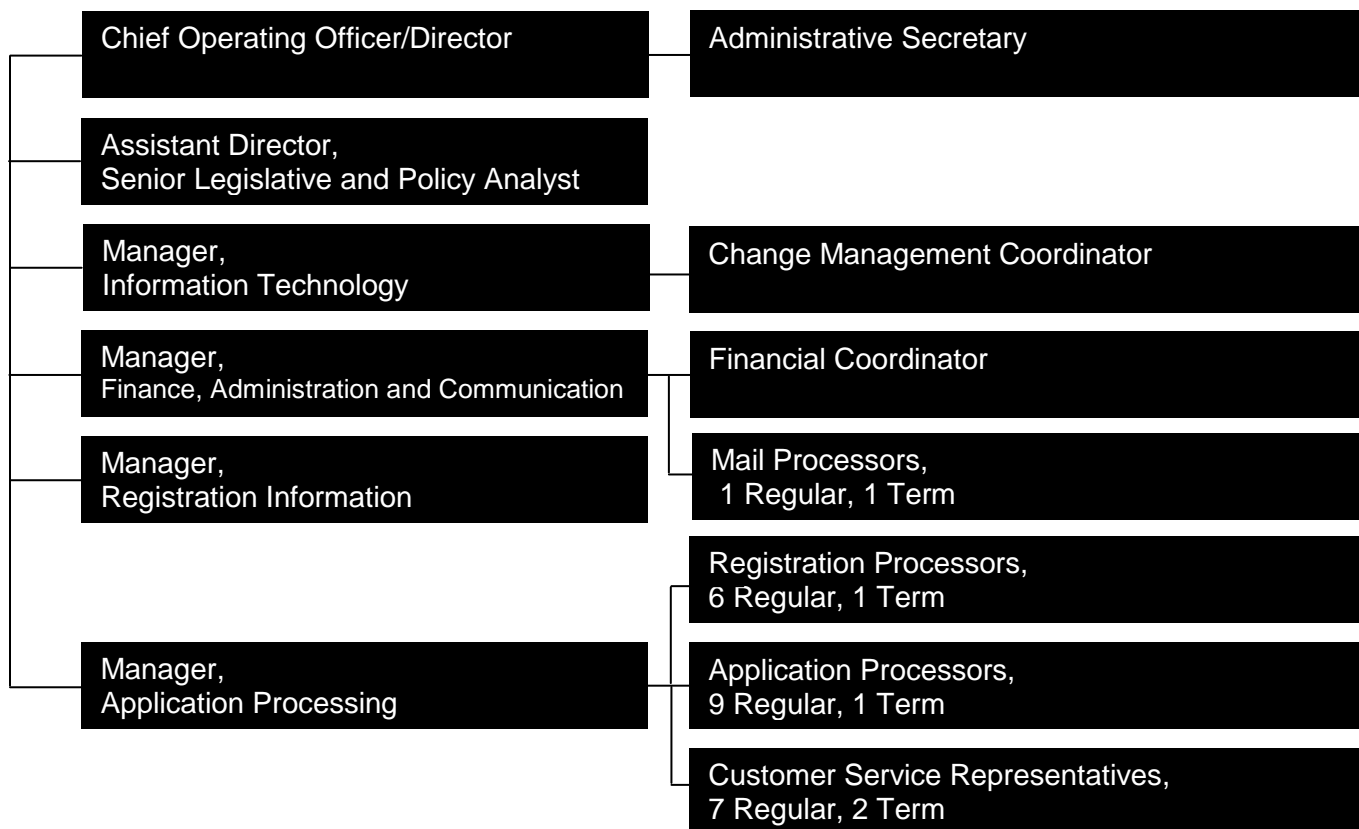 Chief Operating Officer/Director
Administrative Secretary
Assistant Director,
Senior Legislative and Policy Analyst
Manager,
Information Technology
Change Management Coordinator
Manager,
Finance, Administration and Communication
Financial Coordinator
Mail Processors,
1 Regular, 1 Term
Manager,
Registration Information
Registration Processors,
6 Regular, 1 Term
Manager,
Application Processing
Application Processors,
9 Regular, 1 Term
Customer Service Representatives,
7 Regular, 2 Term